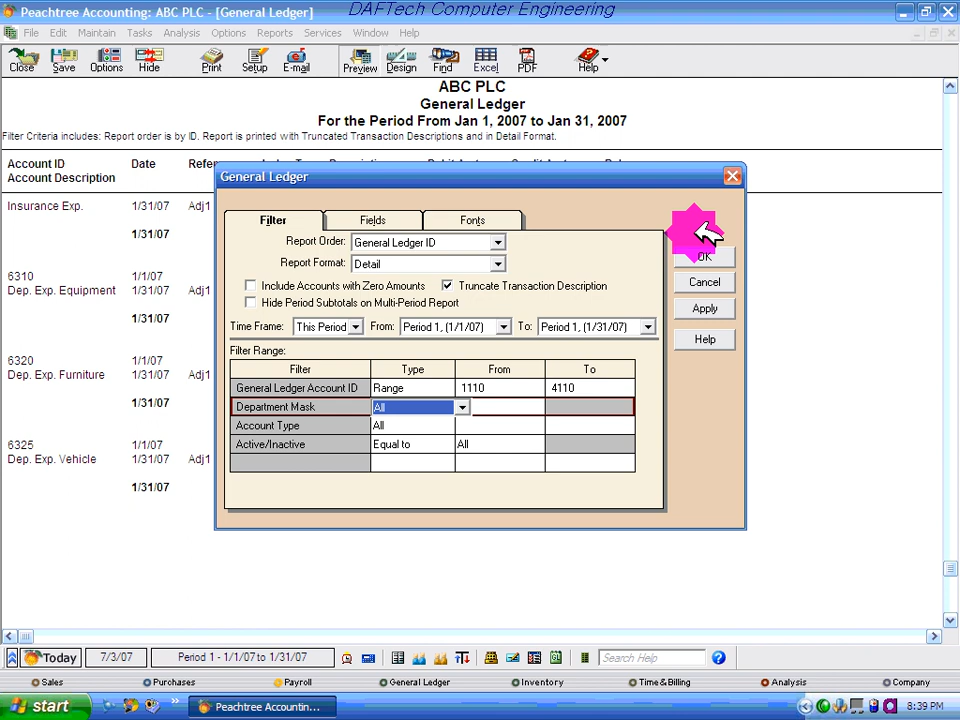 Peachtree Accounting: ABC PLC - [General Ledger]
DAFTech Computer Engineering
File Edit Maintain Tasks Analysis Options Reports Services Window Help
Close Save Options Hide Print Setup E-mail Preview Design Find Excel PDF Help
ABC PLC
General Ledger
For the Period From Jan 1, 2007 to Jan 31, 2007
Filter Criteria includes: Report order is by ID. Report is printed with Truncated Transaction Descriptions and in Detail Format.
Account ID Date
Account Description
Insurance Exp. 1/31/07 Adj1
1/31/07
6310 1/1/07
Dep. Exp. Equipment 1/31/07 Adj1
1/31/07
6320 1/1/07
Dep. Exp. Furniture 1/31/07 Adj1
1/31/07
6325 1/1/07
Dep. Exp. Vehicle 1/31/07 Adj1
1/31/07
General Ledger
Filter Fields Fonts
Report Order: General Ledger ID
Report Format: Detail
Include Accounts with Zero Amounts Truncate Transaction Description
Hide Period Subtotals on Multi-Period Report
Time Frame: This Period From: Period 1, (1/1/07) To: Period 1, (1/31/07)
Filter Range:
Filter Type From To
General Ledger Account ID Range 1110 4110
Department Mask All
Account Type All
Active/Inactive Equal to All
OK
Cancel
Apply
Help
Today 7/3/07 Period 1 - 1/1/07 to 1/31/07 Search Help
Sales Purchases Payroll General Ledger Inventory Time & Billing Analysis Company
start Peachtree Accountin... 8:39 PM